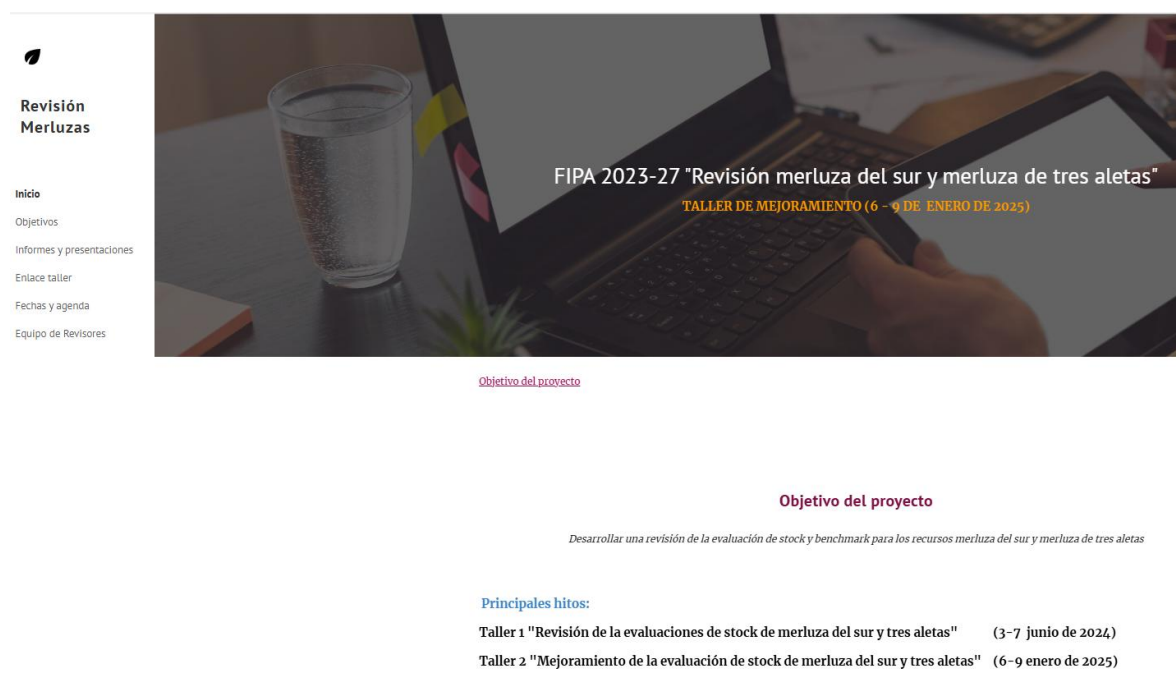 Revisión
Merluzas
Inicio
Objetivos
Informes y presentaciones
Enlace taller
Fechas y agenda
Equipo de Revisores
FIPA 2023-27 "Revisión merluza del sur y merluza de tres aletas"
TALLER DE MEJORAMIENTO (6 - 9 DE ENERO DE 2025)
Objetivo del proyecto
Objetivo del proyecto
Desarrollar una revisión de la evaluación de stock y benchmark para los recursos merluza del sur y merluza de tres aletas
Principales hitos:
Taller 1 "Revisión de la evaluaciones de stock de merluza del sur y tres aletas" (3-7 junio de 2024)
Taller 2 "Mejoramiento de la evaluación de stock de merluza del sur y tres aletas" (6-9 enero de 2025)